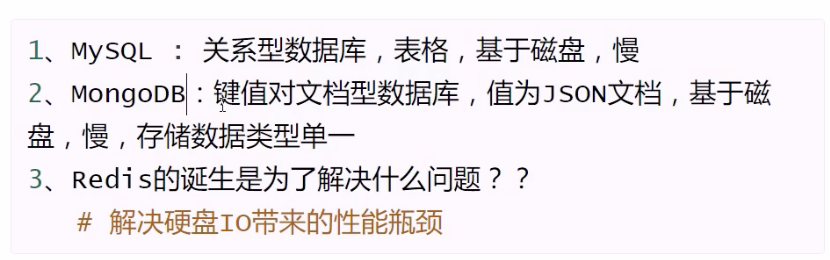 1、MySQL : 关系型数据库，表格，基于磁盘，慢
2、MongoDB：键值对文档型数据库，值为JSON文档，基于磁
盘，慢，存储数据类型单一
3、Redis的诞生是为了解决什么问题？？
# 解决硬盘IO带来的性能瓶颈